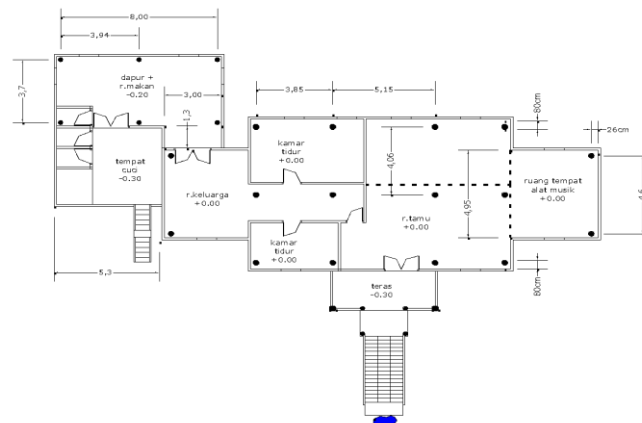 8,00
3,94
3,7
dapur +
r.makan
-0.20
3,00
1,3
3,85
5,15
80cm
26cm
kamar
tidur
+0.00
4,06
tempat
cuci
-0.30
r.keluarga
+0.00
4,95
ruang tempat
alat musik
+0.00
r.tamu
+0.00
kamar
tidur
+0.00
5,3
80cm
teras
-0.30